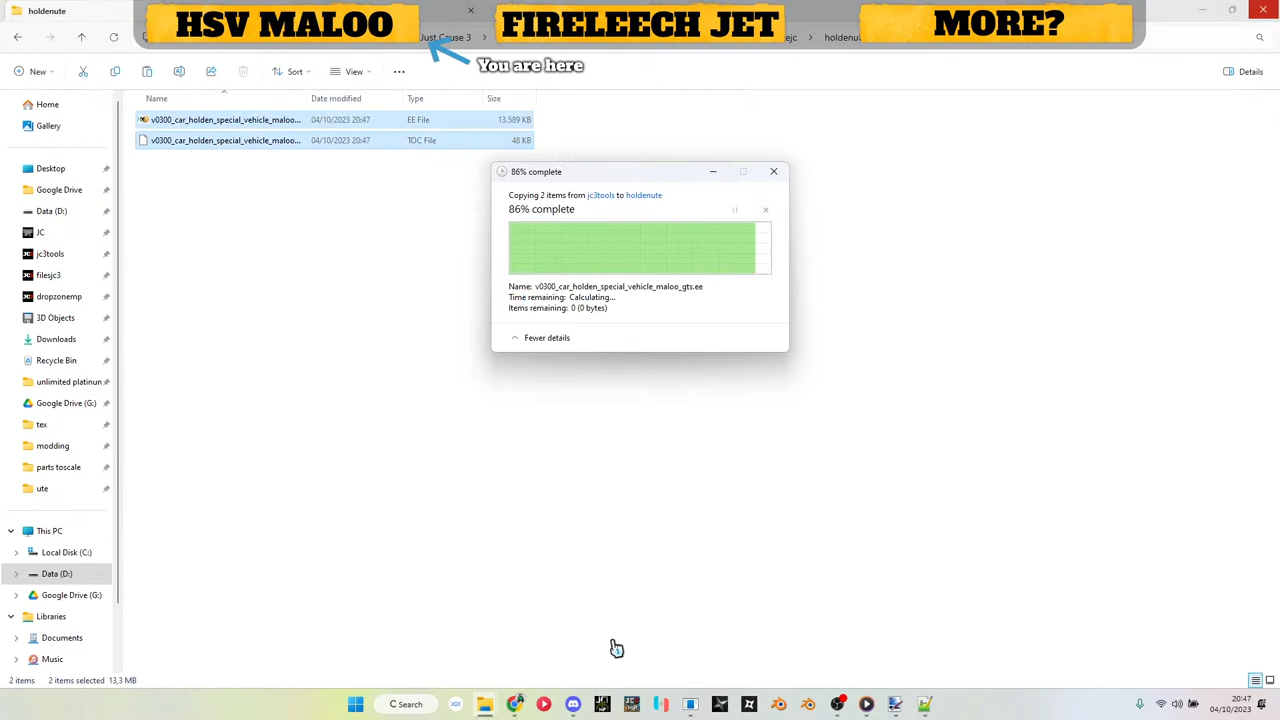 holdenute
HSV MALOO
FIRELEECH JET
MORE?
Just Cause 3
ejc
holdenut
You are here
New
Sort
View
Details
Name
Date modified
Type
Size
v0300_car_holden_special_vehicle_maloo...
04/10/2023 20:47
EE File
13.589 KB
v0300_car_holden_special_vehicle_maloo...
04/10/2023 20:47
TOC File
48 KB
Home
Gallery
Desktop
Google Drive
Data (D:)
JC
jc3tools
filesjc3
dropzonemp
3D Objects
Downloads
Recycle Bin
unlimited platinun
Google Drive (G:)
tex
modding
parts toscale
ute
This PC
Local Disk (C:)
Data (D:)
Google Drive (G:)
Libraries
Documents
Music
86% complete
Copying 2 items from jc3tools to holdenute
86% complete
Name: v0300_car_holden_special_vehicle_maloo_gts.ee
Time remaining: Calculating...
Items remaining: 0 (0 bytes)
Fewer details
2 items
2 items selected 13,3 MB
Search
20:47
04/10/2023